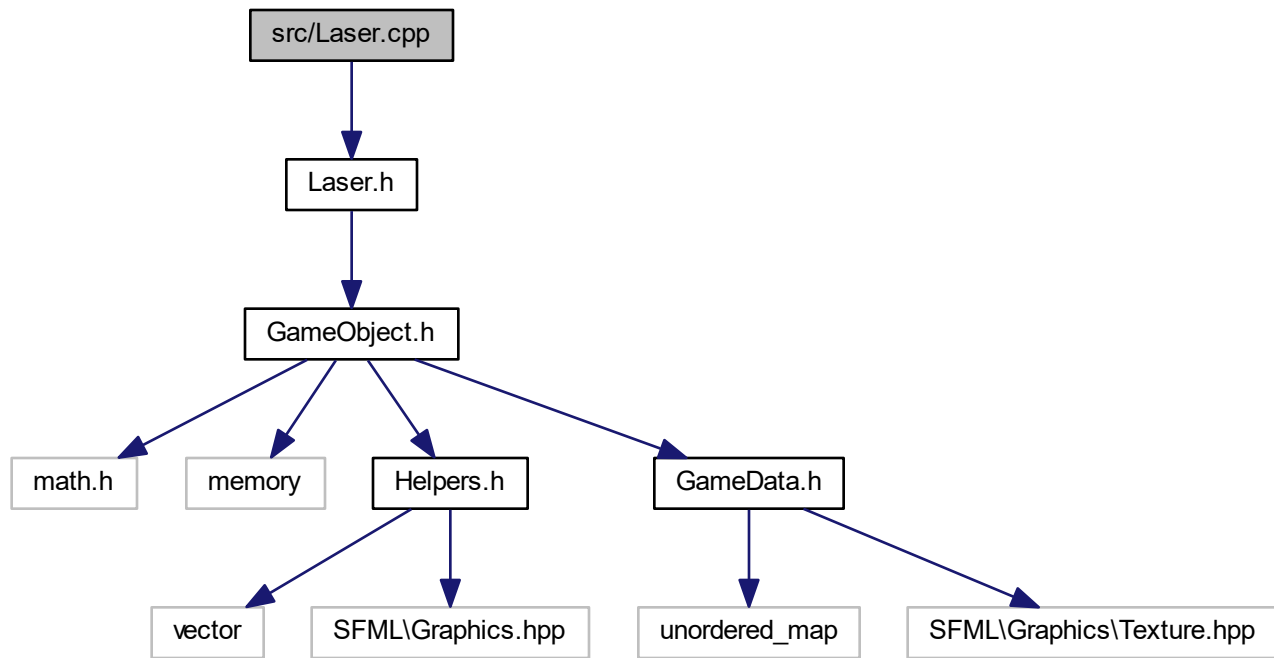 src/Laser.cpp
Laser.h
GameObject.h
math.h
memory
Helpers.h
GameData.h
vector
SFML\Graphics.hpp
unordered_map
SFML\Graphics\Texture.hpp